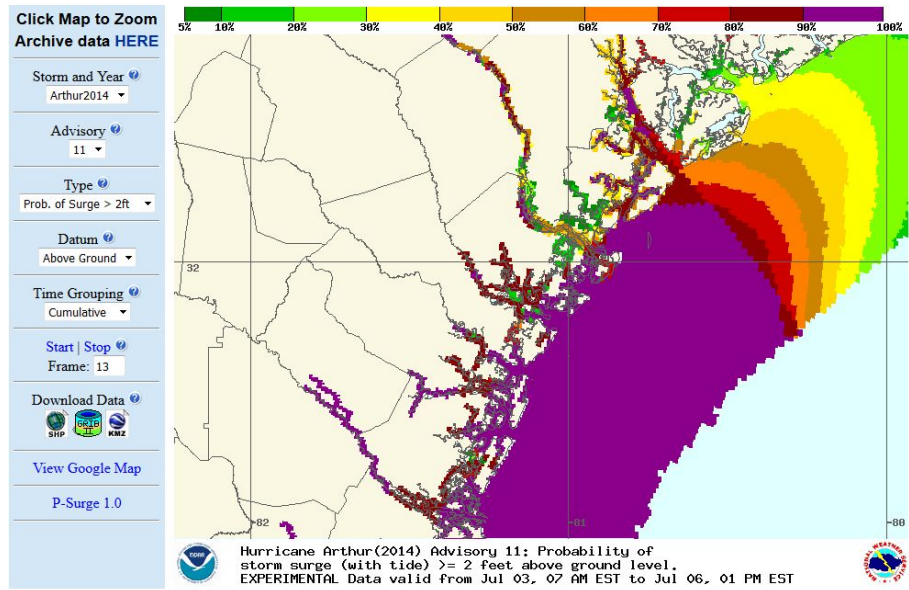 Click Map to Zoom
Archive data HERE
Storm and Year
Arthur2014
Advisory
11
Type
Prob. of Surge > 2ft
Datum
Above Ground
Time Grouping
Cumulative
Start | Stop
Frame: 13
Download Data
SHP GRIB II KMZ
View Google Map
P-Surge 1.0
5% 10% 20% 30% 40% 50% 60% 70% 80% 90% 100%
32
82 81 80
NOAA
Hurricane Arthur(2014) Advisory 11: Probability of
storm surge (with tide) >= 2 feet above ground level.
EXPERIMENTAL Data valid from Jul 03, 07 AM EST to Jul 06, 01 PM EST
NATIONAL WEATHER SERVICE